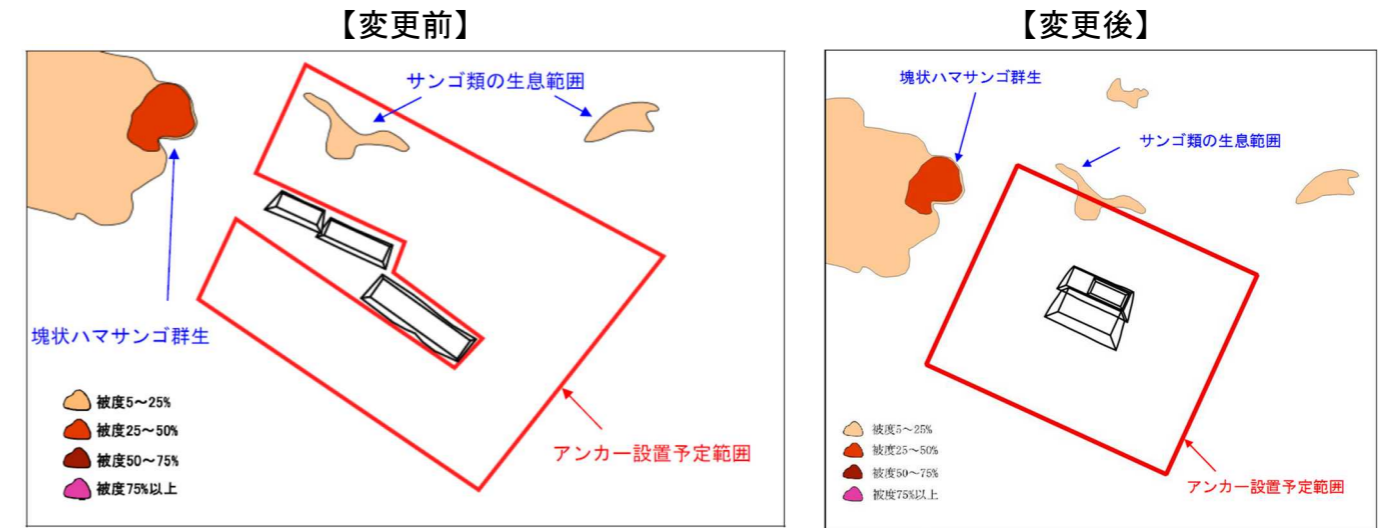 【変更前】
サンゴ類の生息範囲
塊状ハマサンゴ群生
被度5～25%
被度25～50%
被度50～75%
被度75%以上
アンカー設置予定範囲
【変更後】
塊状ハマサンゴ群生
サンゴ類の生息範囲
被度5～25%
被度25～50%
被度50～75%
被度75%以上
アンカー設置予定範囲